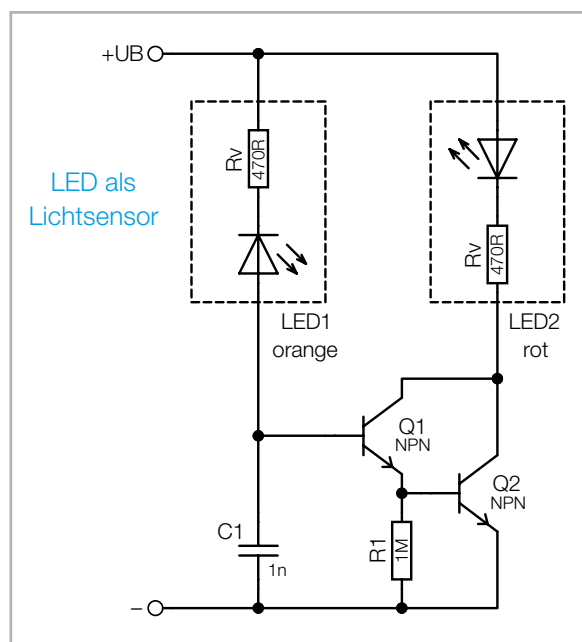 +UB
Rv
470R
LED als
Lichtsensor
Rv
470R
LED1
orange
LED2
rot
Q1
NPN
Q2
NPN
C1
1n
R1
1M
–